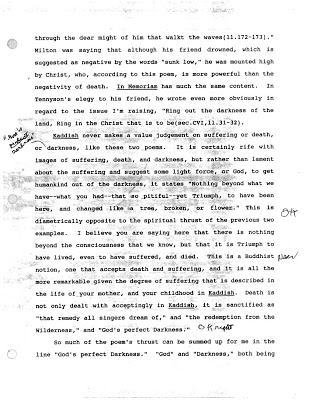 through the dear might of him that walkt the waves(ll.172-173)."
Milton was saying that although his friend drowned, which is
suggested as negative by the words "sunk low," he was mounted high
by Christ, who, according to this poem, is more powerful than the
negativity of death. In Memoriam has much the same content. In
Tennyson's elegy to his friend, he wrote even more obviously in
regard to the issue I'm raising, "Ring out the darkness of the
land, Ring in the Christ that is to be(sec.CVI,ll.31-32).
Kaddish never makes a value judgement on suffering or death,
or darkness, like these two poems. It is certainly rife with
images of suffering, death, and darkness, but rather than lament
about the suffering and suggest some light force, or God, to get
humankind out of the darkness, it states "Nothing beyond what we
have--what you had--that so pitiful--yet Triumph, to have been
here, and changed like a tree, broken, or flower." This is
diametrically opposite to the spiritual thrust of the previous two
OK
examples. I believe you are saying here that there is nothing
beyond the consciousness that we know, but that it is Triumph to
have lived, even to have suffered, and died. This is a Buddhist
notion, one that accepts death and suffering, and it is all the
more remarkable given the degree of suffering that is described in
the life of your mother, and your childhood in Kaddish. Death is
not only dealt with acceptingly in Kaddish, it is sanctified as
"that remedy all singers dream of," and "the redemption from the
Wilderness," and "God's perfect Darkness." OK right
So much of the poem's thrust can be summed up for me in the
line "God's perfect Darkness." "God" and "Darkness," both being